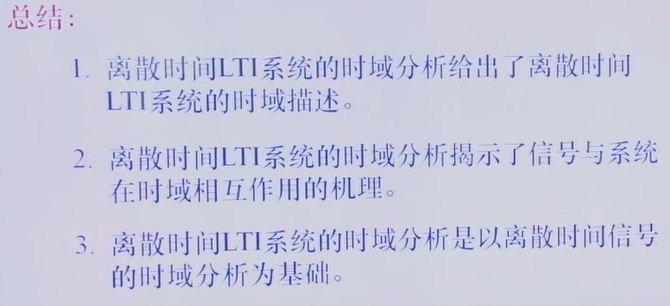 总结：
1. 离散时间LTI系统的时域分析给出了离散时间
LTI系统的时域描述。
2. 离散时间LTI系统的时域分析揭示了信号与系统
在时域相互作用的机理。
3. 离散时间LTI系统的时域分析是以离散时间信号
的时域分析为基础。